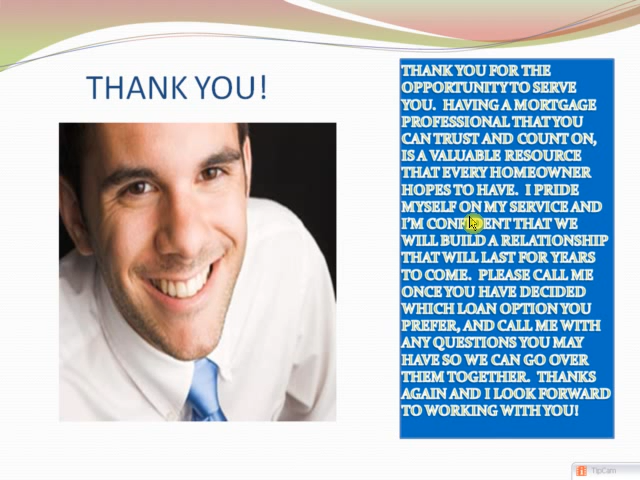 THANK YOU!
THANK YOU FOR THE
OPPORTUNITY TO SERVE
YOU. HAVING A MORTGAGE
PROFESSIONAL THAT YOU
CAN TRUST AND COUNT ON,
IS A VALUABLE RESOURCE
THAT EVERY HOMEOWNER
HOPES TO HAVE. I PRIDE
MYSELF ON MY SERVICE AND
I'M CONFIDENT THAT WE
WILL BUILD A RELATIONSHIP
THAT WILL LAST FOR YEARS
TO COME. PLEASE CALL ME
ONCE YOU HAVE DECIDED
WHICH LOAN OPTION YOU
PREFER, AND CALL ME WITH
ANY QUESTIONS YOU MAY
HAVE SO WE CAN GO OVER
THEM TOGETHER. THANKS
AGAIN AND I LOOK FORWARD
TO WORKING WITH YOU!
TipCam